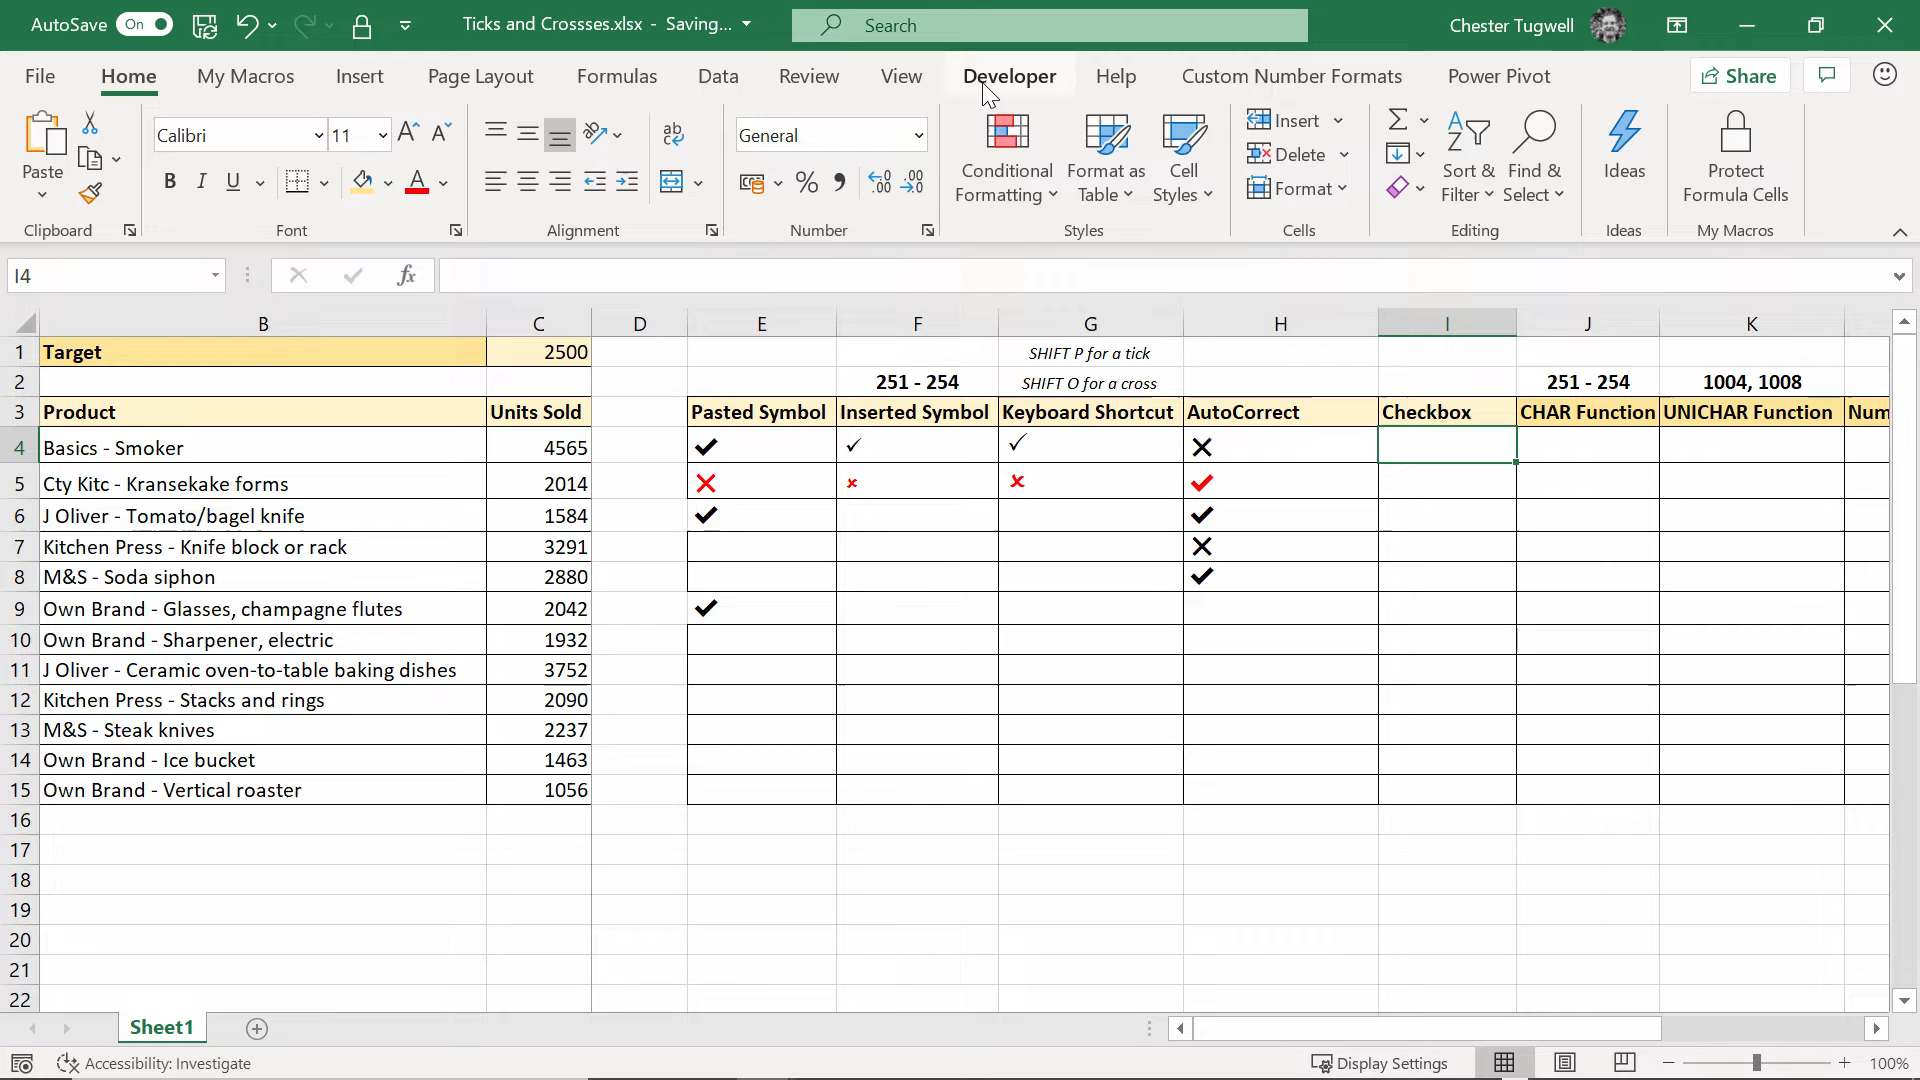 AutoSave On Ticks and Crossses.xlsx - Saving... Search Chester Tugwell
File Home My Macros Insert Page Layout Formulas Data Review View Developer Help Custom Number Formats Power Pivot Share
Paste Calibri 11 A A ab General Conditional Formatting Format as Table Cell Styles Insert Delete Format Sort & Filter Find & Select Ideas Protect Formula Cells
B I U A % .00
Clipboard Font Alignment Number Styles Cells Editing Ideas My Macros
I4 fx
B C D E F G H I J K
1 Target 2500 SHIFT P for a tick
2 251 - 254 SHIFT O for a cross 251 - 254 1004, 1008
3 Product Units Sold Pasted Symbol Inserted Symbol Keyboard Shortcut AutoCorrect Checkbox CHAR Function UNICHAR Function Num
4 Basics - Smoker 4565 ✔ ✓ ✓ ✕
5 Cty Kitc - Kransekake forms 2014 ✕ ✘ ✘ ✔
6 J Oliver - Tomato/bagel knife 1584 ✔ ✔
7 Kitchen Press - Knife block or rack 3291 ✕
8 M&S - Soda siphon 2880 ✔
9 Own Brand - Glasses, champagne flutes 2042 ✔
10 Own Brand - Sharpener, electric 1932
11 J Oliver - Ceramic oven-to-table baking dishes 3752
12 Kitchen Press - Stacks and rings 2090
13 M&S - Steak knives 2237
14 Own Brand - Ice bucket 1463
15 Own Brand - Vertical roaster 1056
16
17
18
19
20
21
22
Sheet1
Accessibility: Investigate Display Settings 100%